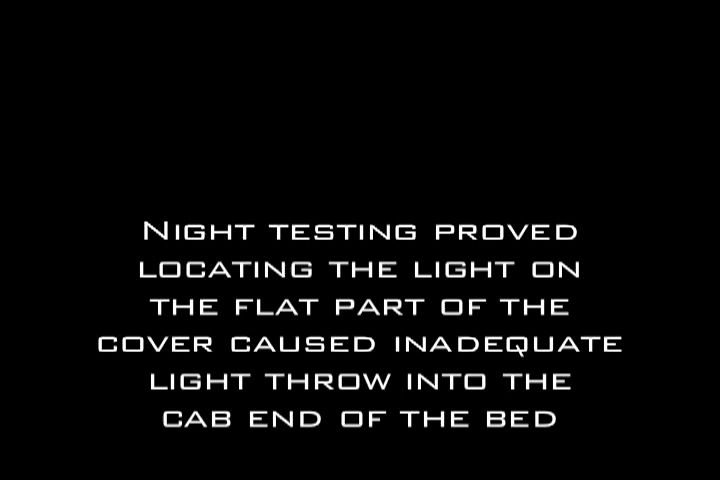 Night testing proved
locating the light on
the flat part of the
cover caused inadequate
light throw into the
cab end of the bed